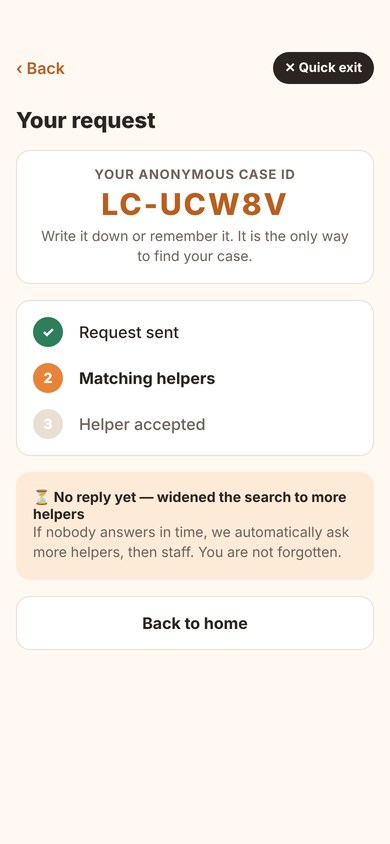 ‹ Back
✕ Quick exit
Your request
YOUR ANONYMOUS CASE ID
LC-UCW8V
Write it down or remember it. It is the only way
to find your case.
✓ Request sent
2 Matching helpers
3 Helper accepted
⏳ No reply yet — widened the search to more
helpers
If nobody answers in time, we automatically ask
more helpers, then staff. You are not forgotten.
Back to home